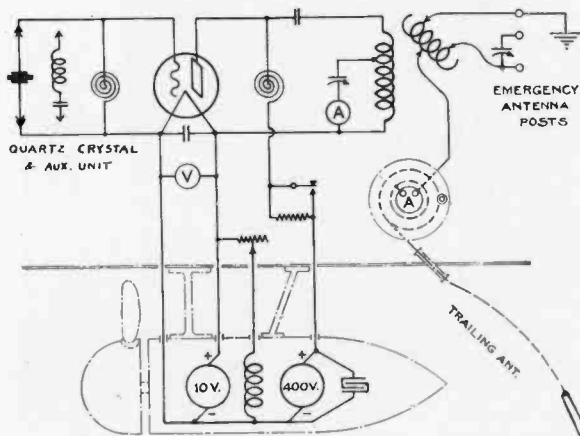 QUARTZ CRYSTAL
& AUX. UNIT
A
V
EMERGENCY
ANTENNA
POSTS
A
TRAILING ANT.
+
10 V.
-
+
400V.
-